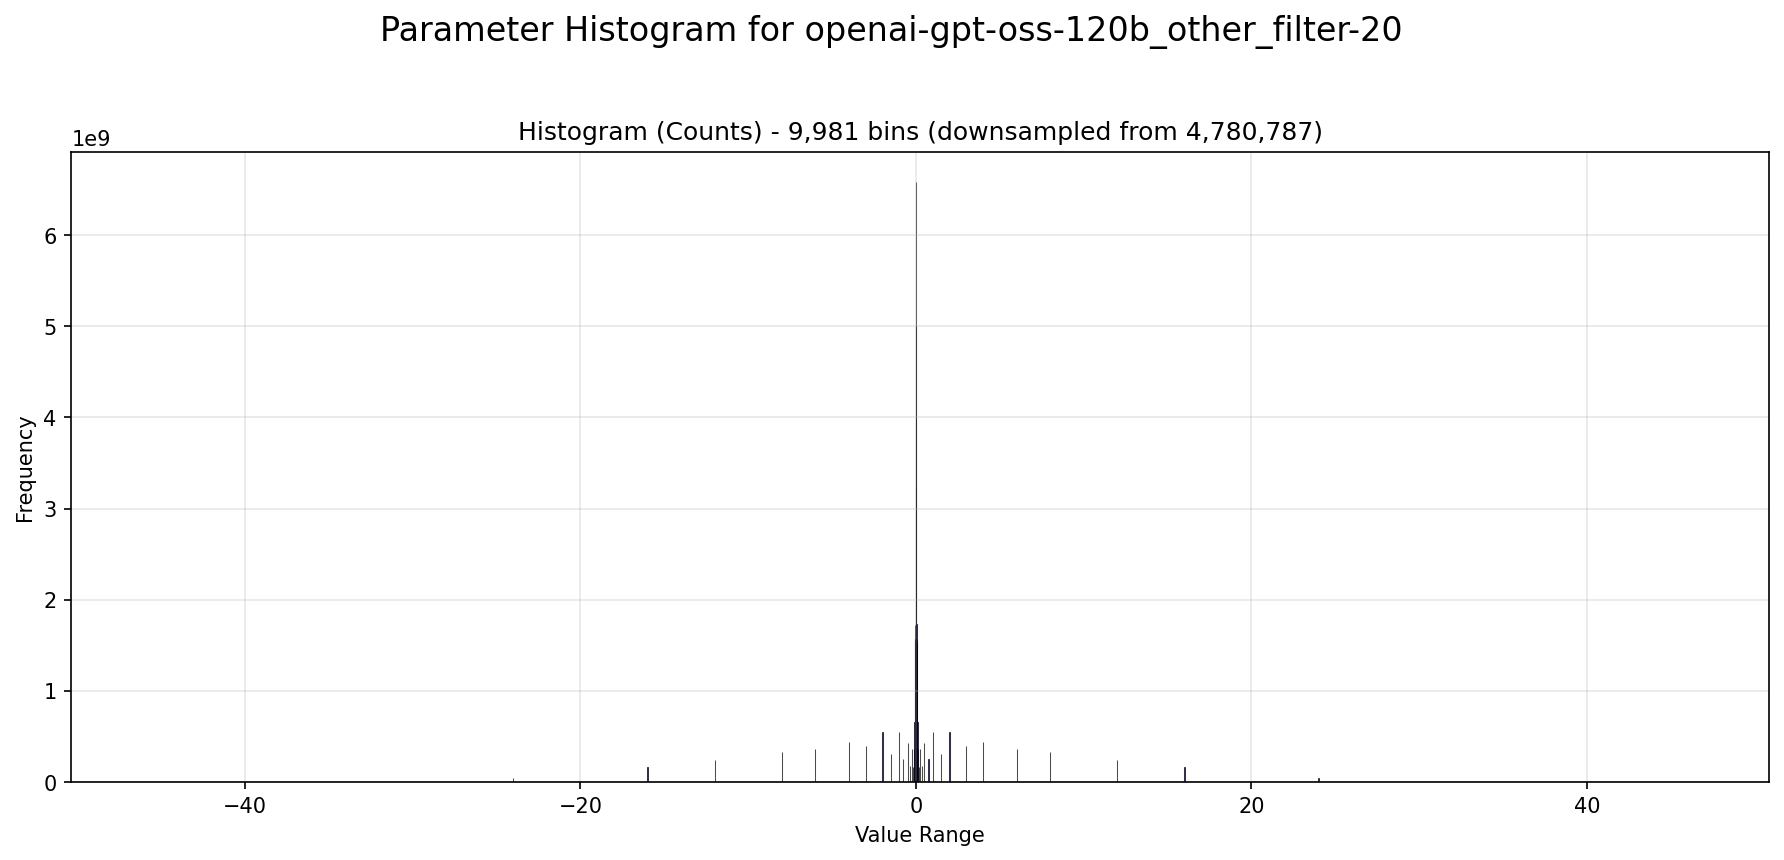 Parameter Histogram for openai-gpt-oss-120b_other_filter-20
Histogram (Counts) - 9,981 bins (downsampled from 4,780,787)
1e9
6
5
4
3
2
1
0
Frequency
−40
−20
0
20
40
Value Range